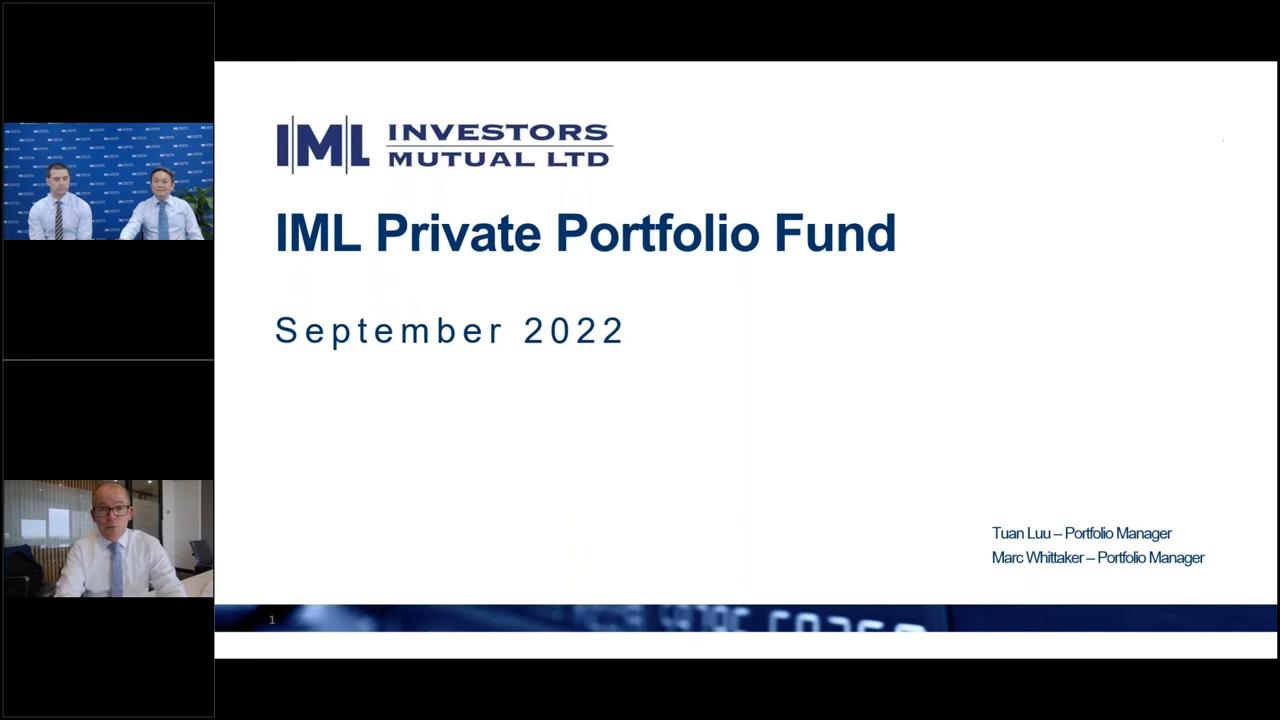 IML INVESTORS
MUTUAL LTD
IML Private Portfolio Fund
September 2022
Tuan Luu – Portfolio Manager
Marc Whittaker – Portfolio Manager
1